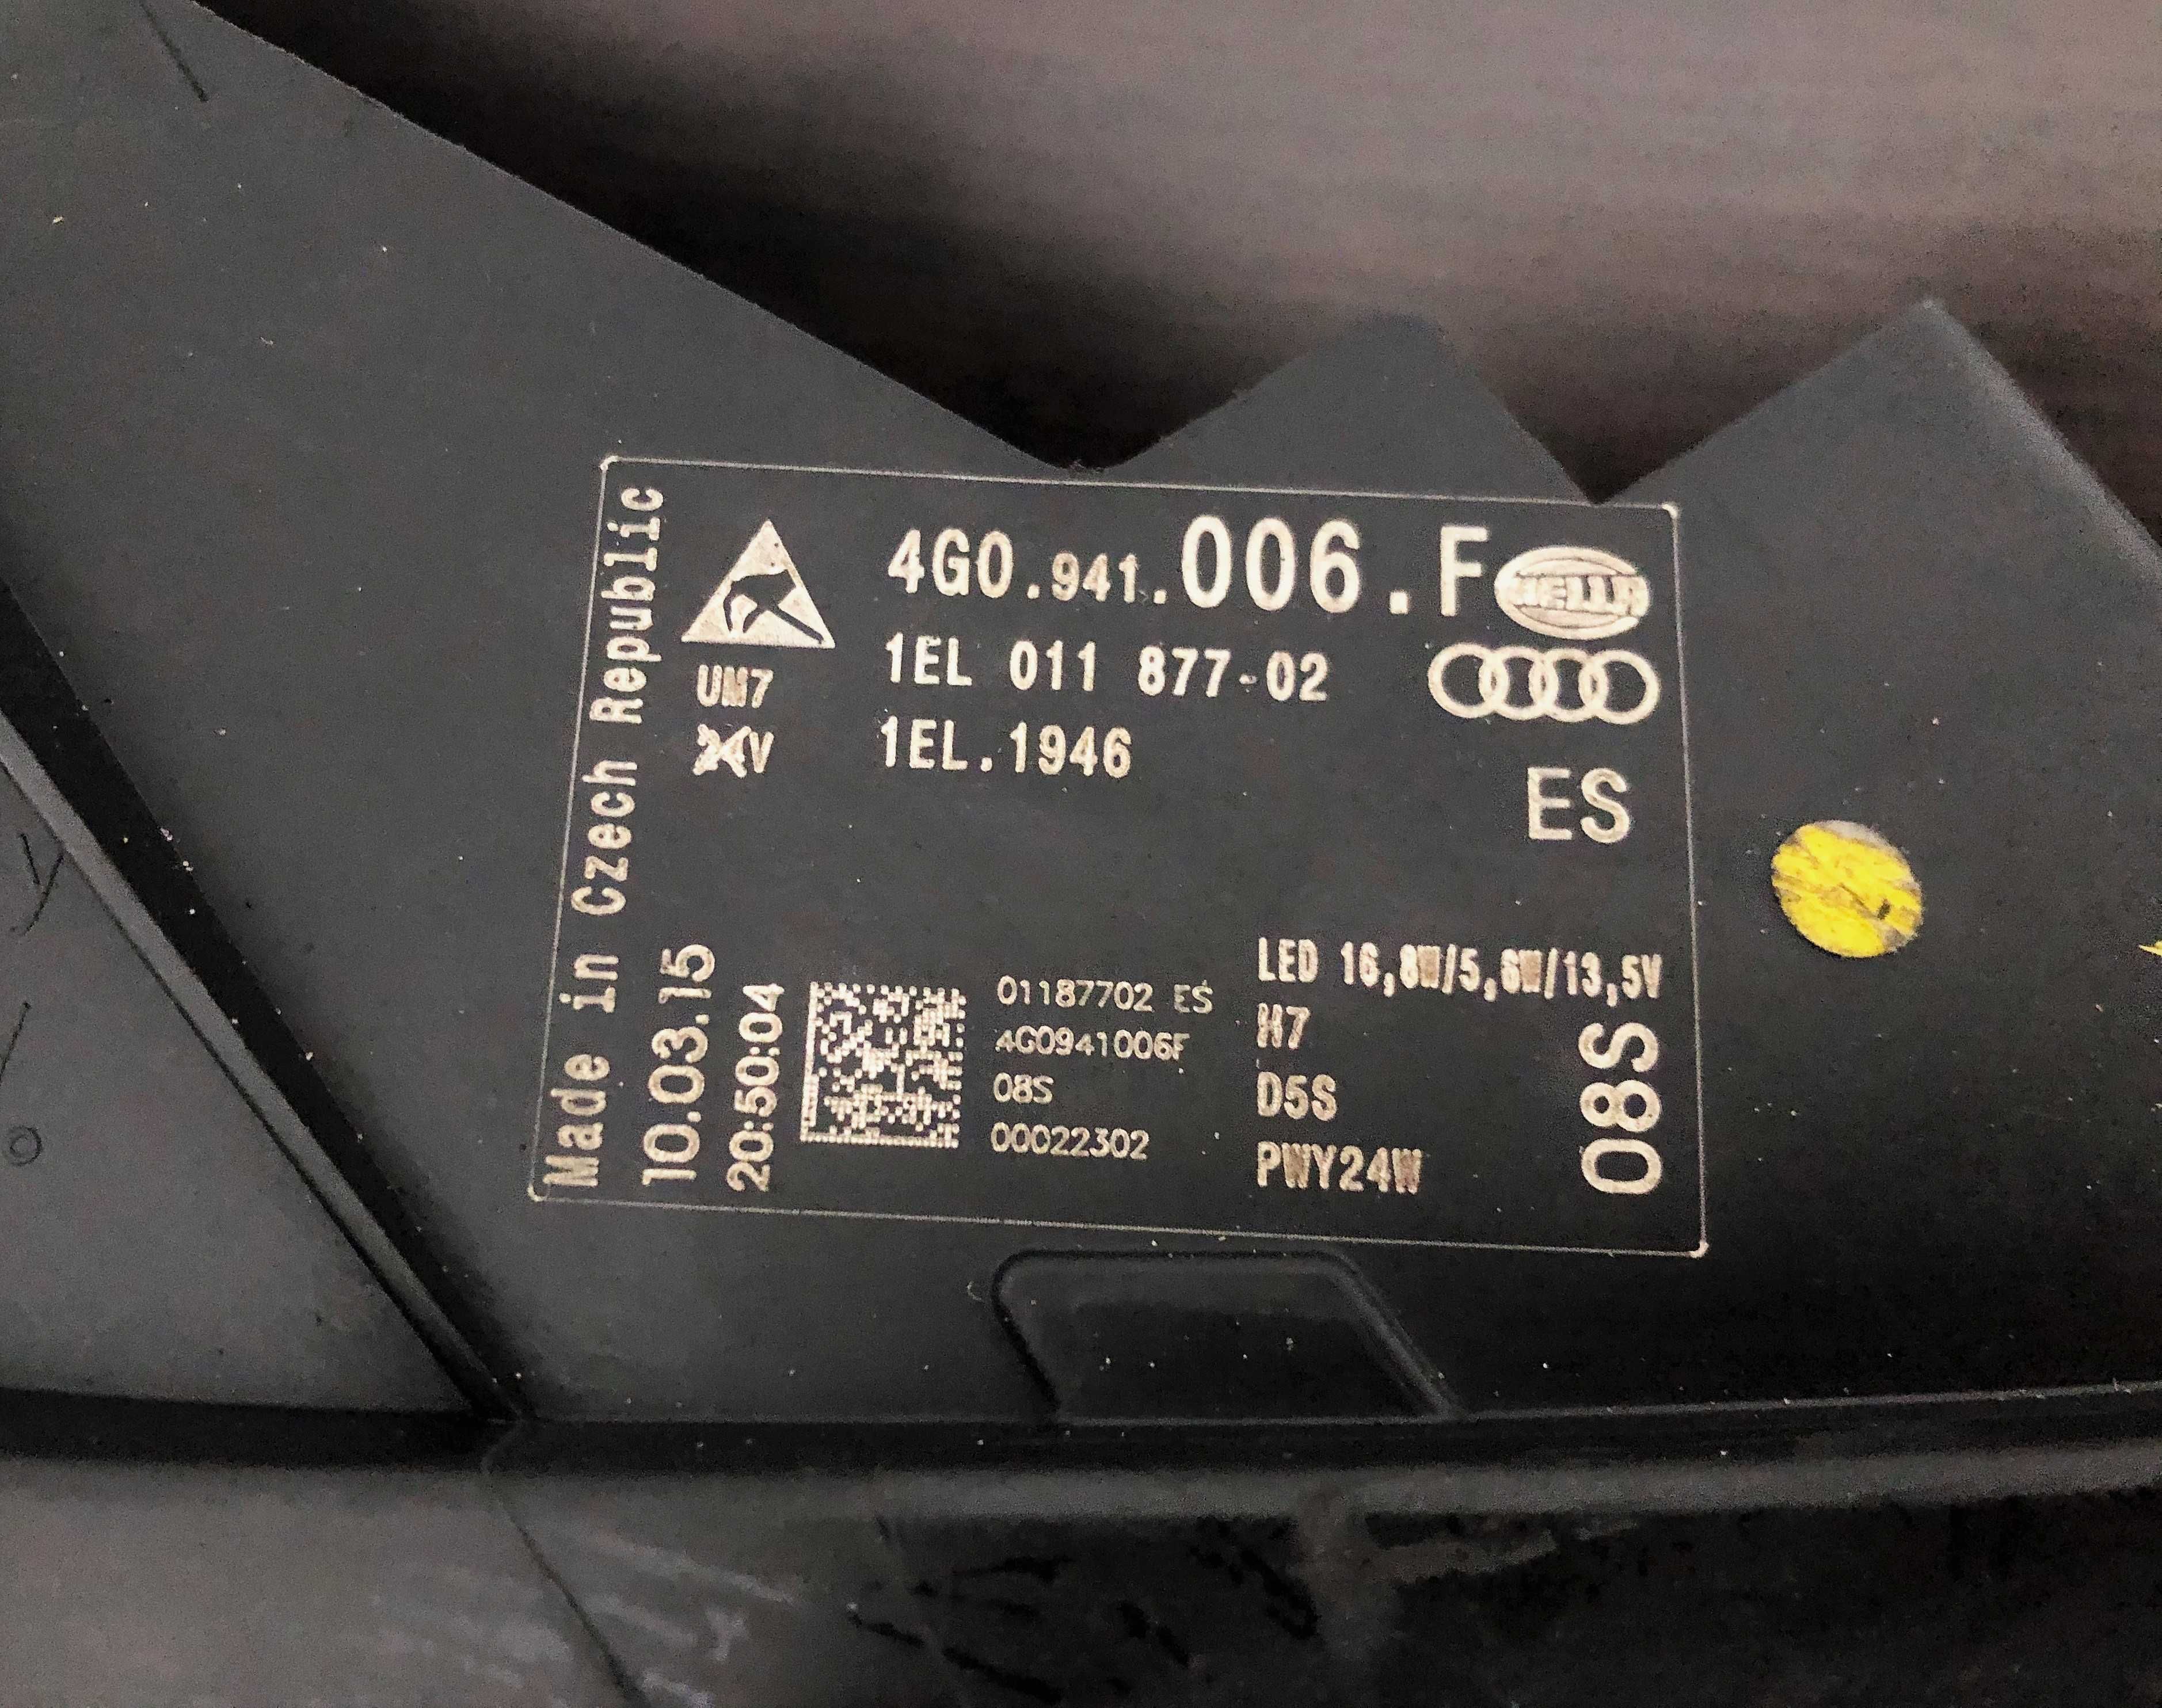 Made in Czech Republic
4G0.941.006.F
HELLA
1EL 011 877-02
UM7
1EL.1946
ES
10.03.15
20:50:04
01187702 ES
4G0941006F
08S
00022302
LED 16,8W/5,6W/13,5V
H7
D5S
PWY24W
08S